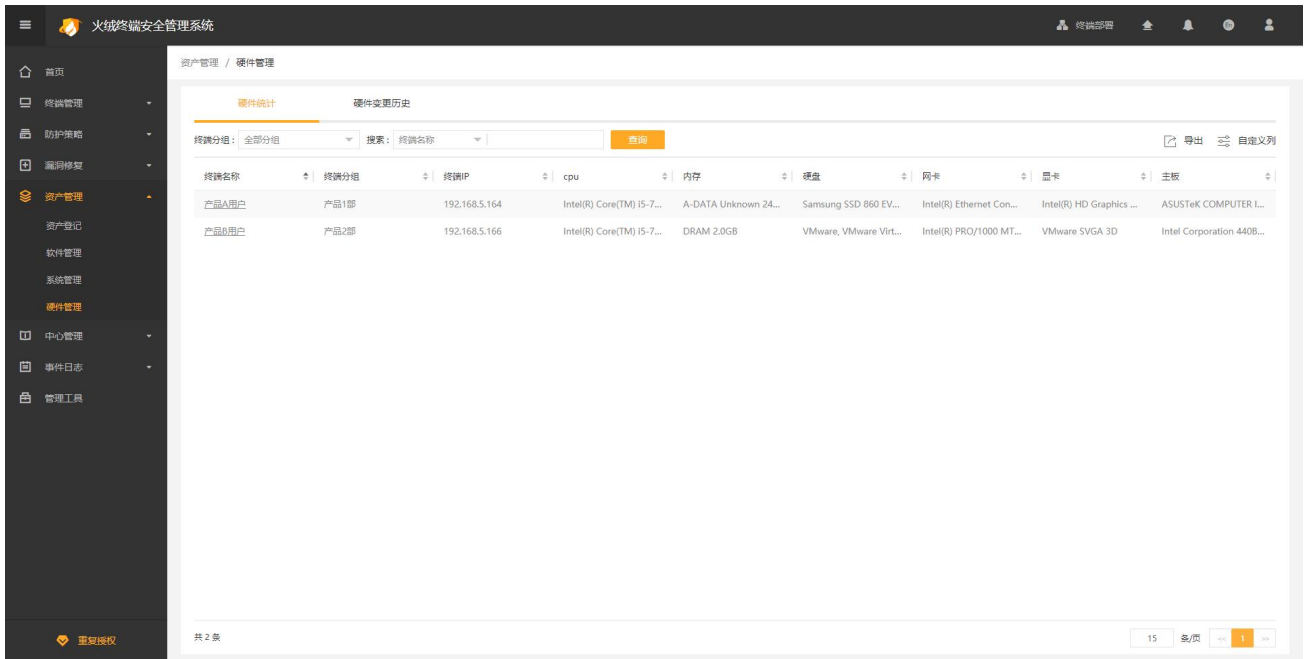 火绒终端安全管理系统
终端部署
首页
终端管理
防护策略
漏洞修复
资产管理
资产登记
软件管理
系统管理
硬件管理
中心管理
事件日志
管理工具
重复授权
资产管理 / 硬件管理
硬件统计 硬件变更历史
终端分组: 全部分组 搜索: 终端名称 查询 导出 自定义列
终端名称 终端分组 终端IP cpu 内存 硬盘 网卡 显卡 主板
产品A用户 产品1部 192.168.5.164 Intel(R) Core(TM) i5-7... A-DATA Unknown 24... Samsung SSD 860 EV... Intel(R) Ethernet Con... Intel(R) HD Graphics ... ASUSTeK COMPUTER I...
产品B用户 产品2部 192.168.5.166 Intel(R) Core(TM) i5-7... DRAM 2.0GB VMware, VMware Virt... Intel(R) PRO/1000 MT... VMware SVGA 3D Intel Corporation 440B...
共 2 条 15 条/页 << 1 >>